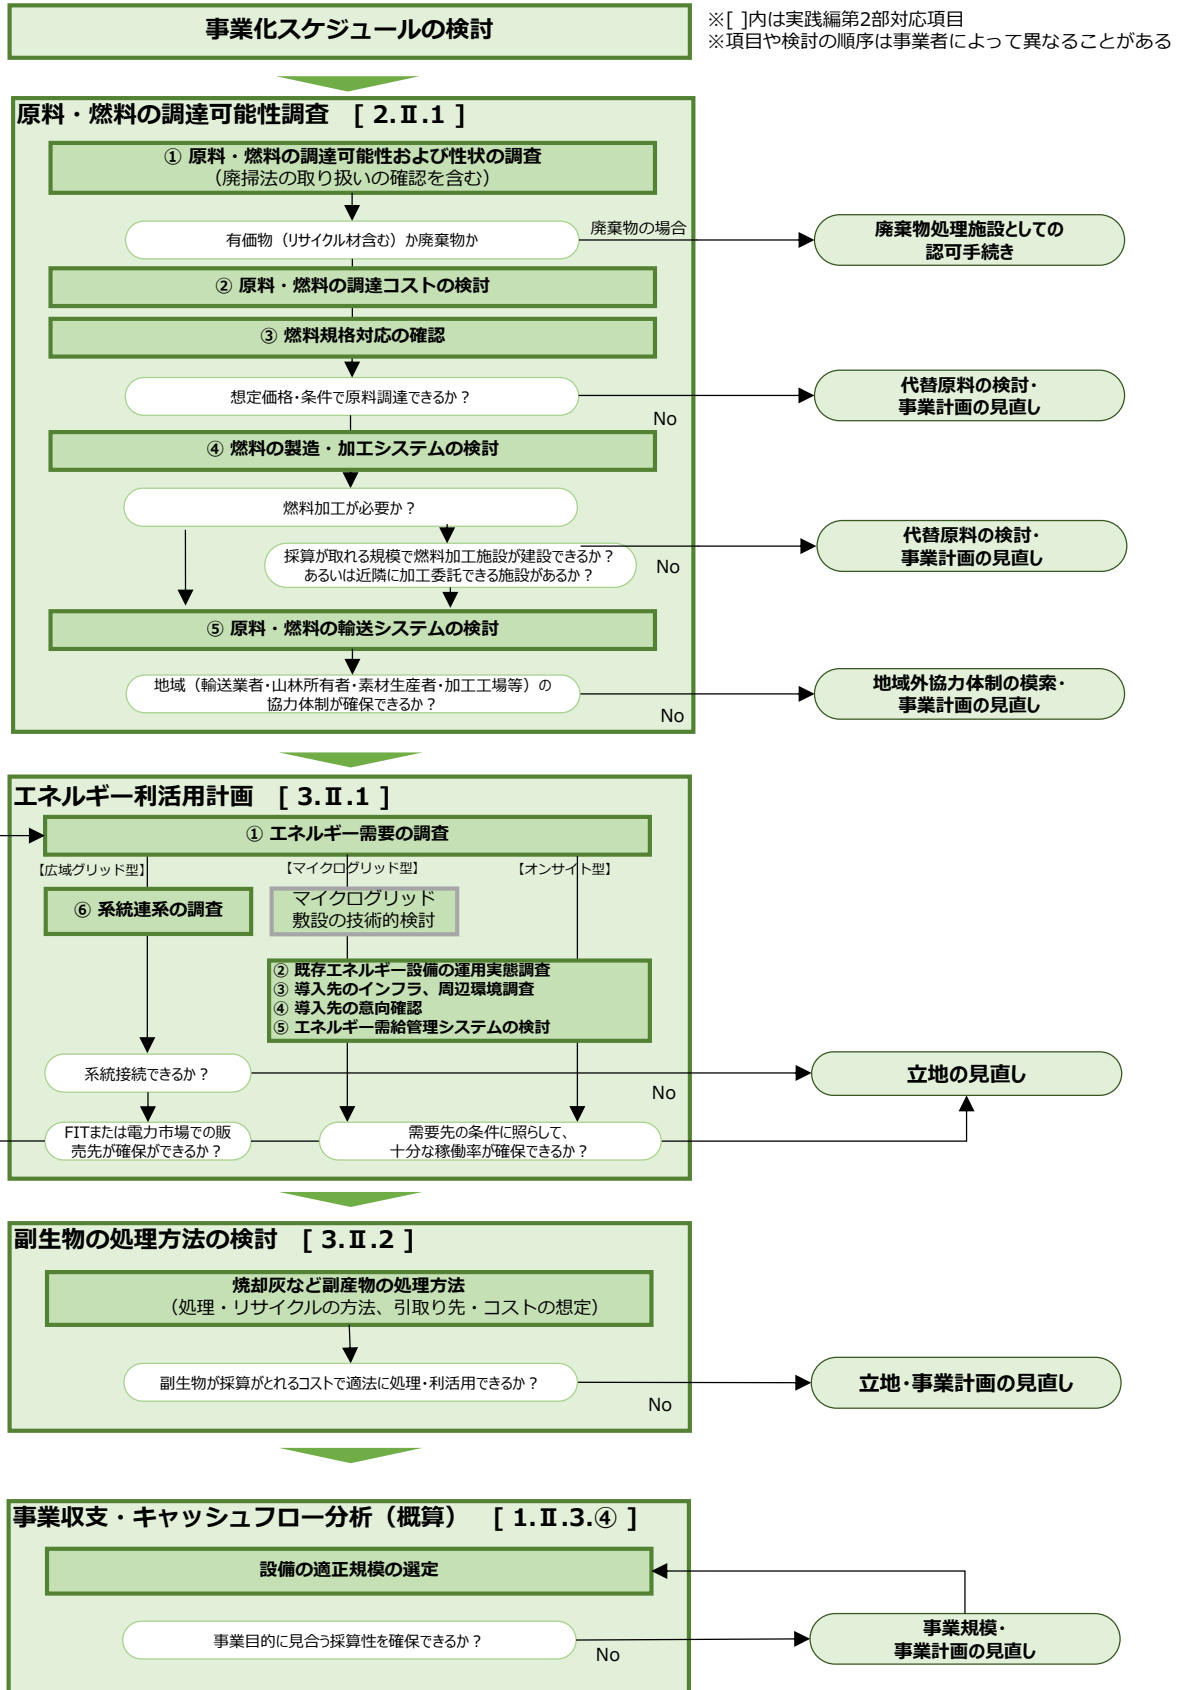 事業化スケジュールの検討
※[ ]内は実践編第2部対応項目
※項目や検討の順序は事業者によって異なることがある
原料・燃料の調達可能性調査 [ 2.Ⅱ.1 ]
① 原料・燃料の調達可能性および性状の調査
（廃掃法の取り扱いの確認を含む）
有価物（リサイクル材含む）か廃棄物か
廃棄物の場合
廃棄物処理施設としての
認可手続き
② 原料・燃料の調達コストの検討
③ 燃料規格対応の確認
想定価格・条件で原料調達できるか？
No
代替原料の検討・
事業計画の見直し
④ 燃料の製造・加工システムの検討
燃料加工が必要か？
採算が取れる規模で燃料加工施設が建設できるか？
あるいは近隣に加工委託できる施設があるか？
No
代替原料の検討・
事業計画の見直し
⑤ 原料・燃料の輸送システムの検討
地域（輸送業者・山林所有者・素材生産者・加工工場等）の
協力体制が確保できるか？
No
地域外協力体制の模索・
事業計画の見直し
エネルギー利活用計画 [ 3.Ⅱ.1 ]
① エネルギー需要の調査
【広域グリッド型】
【マイクログリッド型】
【オンサイト型】
⑥ 系統連系の調査
マイクログリッド
敷設の技術的検討
② 既存エネルギー設備の運用実態調査
③ 導入先のインフラ、周辺環境調査
④ 導入先の意向確認
⑤ エネルギー需給管理システムの検討
系統接続できるか？
No
立地の見直し
FITまたは電力市場での販
売先が確保ができるか？
需要先の条件に照らして、
十分な稼働率が確保できるか？
副生物の処理方法の検討 [ 3.Ⅱ.2 ]
焼却灰など副産物の処理方法
（処理・リサイクルの方法、引取り先・コストの想定）
副生物が採算がとれるコストで適法に処理・利活用できるか？
No
立地・事業計画の見直し
事業収支・キャッシュフロー分析（概算） [ 1.Ⅱ.3.④ ]
設備の適正規模の選定
事業目的に見合う採算性を確保できるか？
No
事業規模・
事業計画の見直し